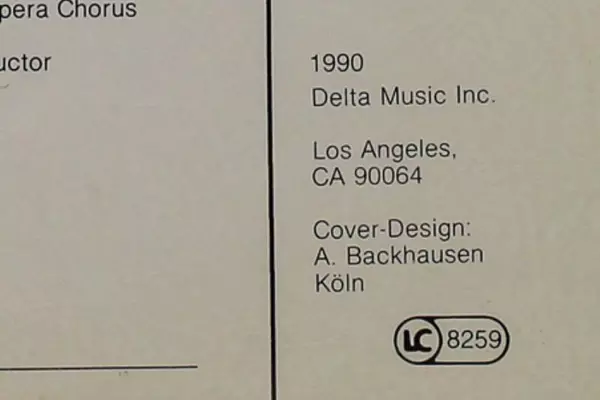 pera Chorus
uctor
1990
Delta Music Inc.
Los Angeles,
CA 90064
Cover-Design:
A. Backhausen
Köln
LC 8259